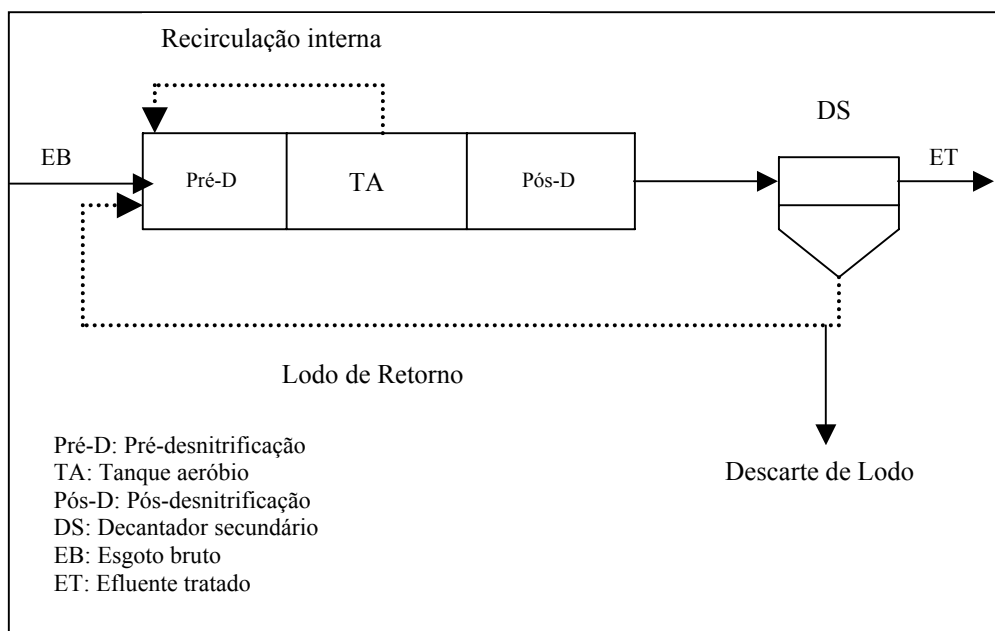 Recirculação interna
DS
EB
ET
Pré-D
TA
Pós-D
Lodo de Retorno
Descarte de Lodo
Pré-D: Pré-desnitrificação
TA: Tanque aeróbio
Pós-D: Pós-desnitrificação
DS: Decantador secundário
EB: Esgoto bruto
ET: Efluente tratado